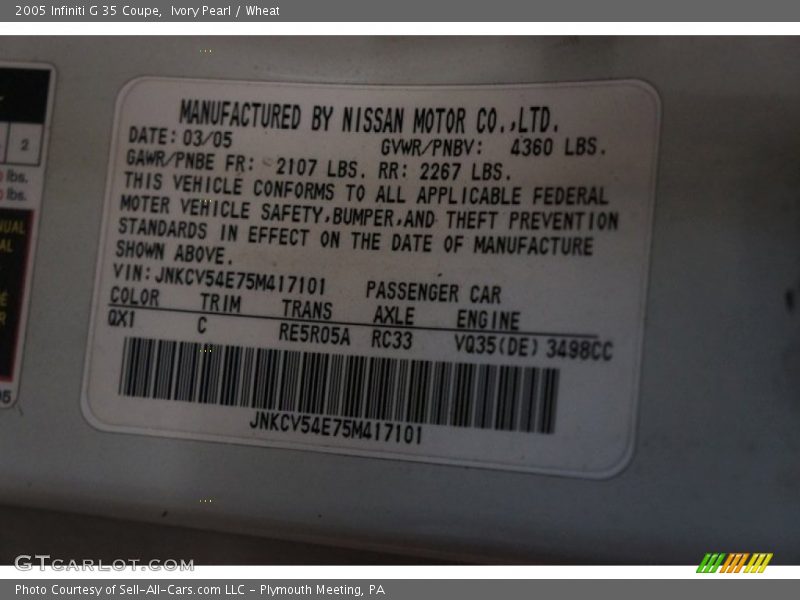 2005 Infiniti G 35 Coupe,  Ivory Pearl / Wheat
MANUFACTURED BY NISSAN MOTOR CO.,LTD.
DATE: 03/05 GVWR/PNBV: 4360 LBS.
GAWR/PNBE FR: 2107 LBS. RR: 2267 LBS.
THIS VEHICLE CONFORMS TO ALL APPLICABLE FEDERAL
MOTER VEHICLE SAFETY,BUMPER,AND THEFT PREVENTION
STANDARDS IN EFFECT ON THE DATE OF MANUFACTURE
SHOWN ABOVE.
VIN: JNKCV54E75M417101 PASSENGER CAR
COLOR TRIM TRANS AXLE ENGINE
QX1 C RE5R05A RC33 VQ35(DE) 3498CC
JNKCV54E75M417101
2
lbs.
lbs.
GTCARLOT.COM
Photo Courtesy of Sell-All-Cars.com LLC - Plymouth Meeting, PA